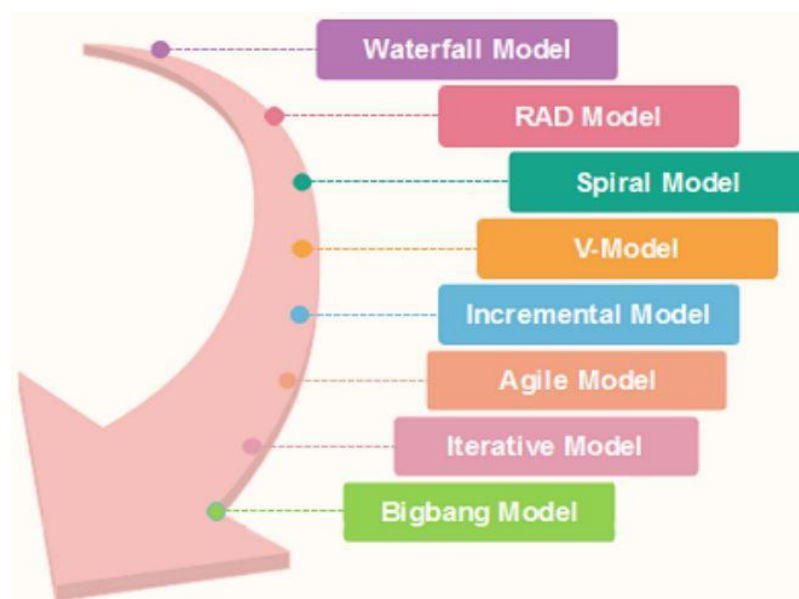 Waterfall Model
RAD Model
Spiral Model
V-Model
Incremental Model
Agile Model
Iterative Model
Bigbang Model